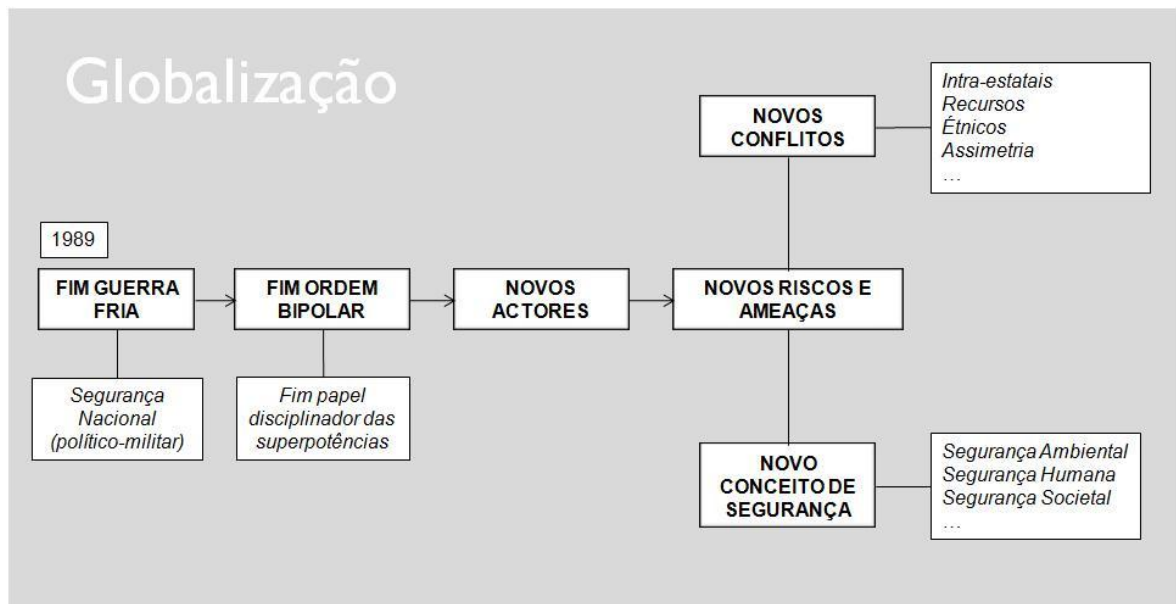 Globalização
1989
FIM GUERRA
FRIA
Segurança
Nacional
(político-militar)
FIM ORDEM
BIPOLAR
Fim papel
disciplinador das
superpotências
NOVOS
ACTORES
NOVOS RISCOS E
AMEAÇAS
NOVOS
CONFLITOS
Intra-estatais
Recursos
Étnicos
Assimetria
…
NOVO
CONCEITO DE
SEGURANÇA
Segurança Ambiental
Segurança Humana
Segurança Societal
…